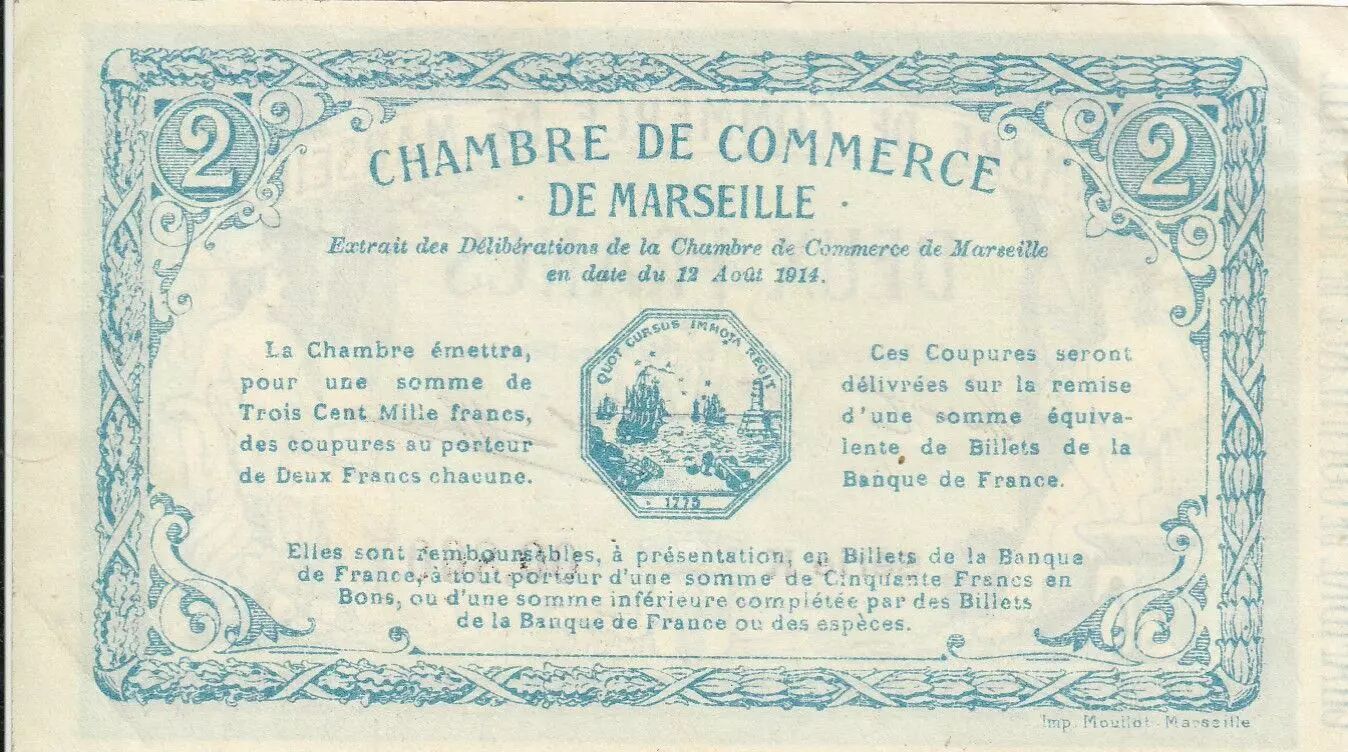 2
2
CHAMBRE DE COMMERCE
· DE MARSEILLE ·
Extrait des Délibérations de la Chambre de Commerce de Marseille
en date du 12 Août 1914.
La Chambre émettra,
pour une somme de
Trois Cent Mille francs,
des coupures au porteur
de Deux Francs chacune.
QUOT CURSUS IMMOTA REGIT
· 1775
Ces Coupures seront
délivrées sur la remise
d'une somme équiva-
lente de Billets de la
Banque de France.
Elles sont remboursables, à présentation, en Billets de la Banque
de France, à tout porteur d'une somme de Cinquante Francs en
Bons, ou d'une somme inférieure complétée par des Billets
de la Banque de France ou des espèces.
Imp. Moullot - Marseille